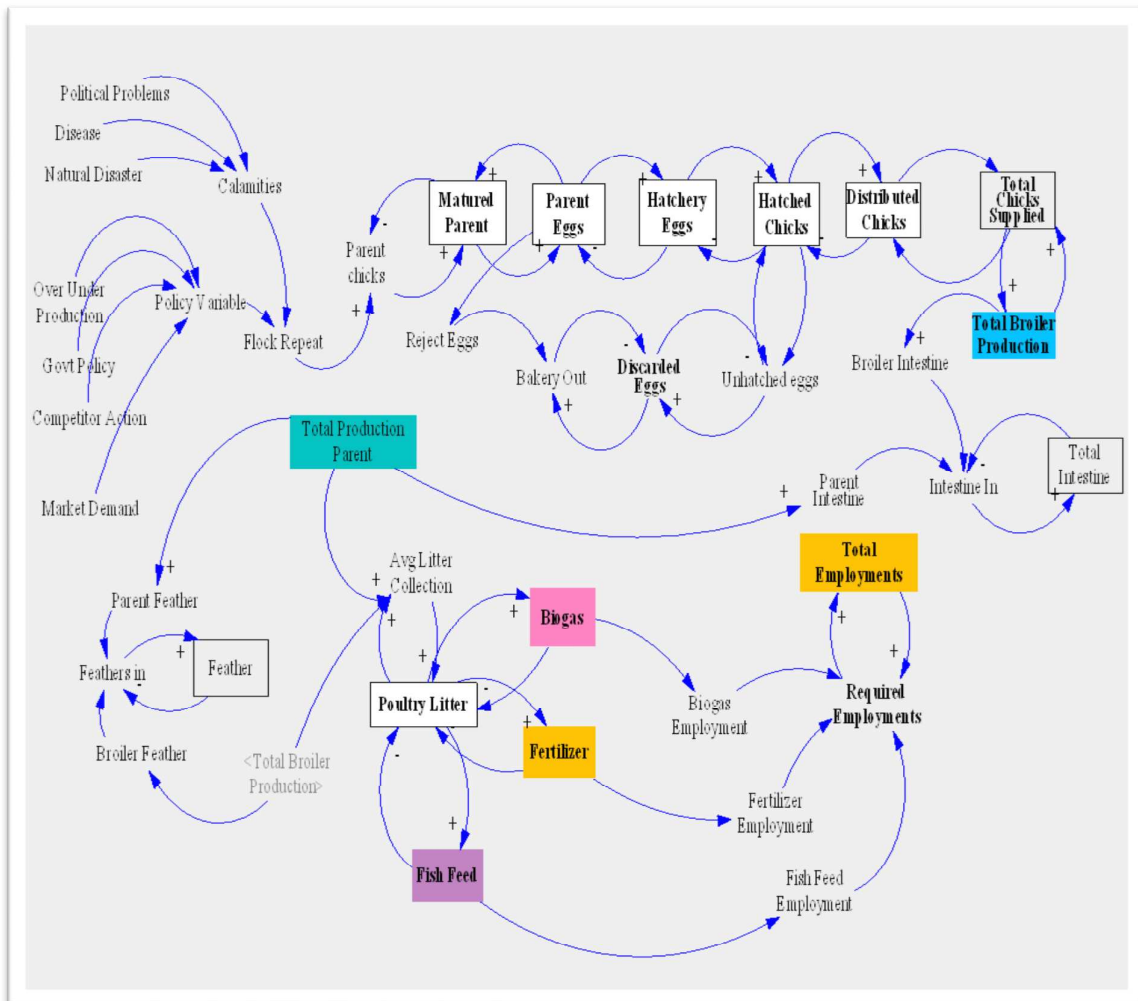 Political Problems
Disease
Natural Disaster
Calamities
Matured
Parent
Parent
Eggs
Hatchery
Eggs
Hatched
Chicks
Distributed
Chicks
Total
Chicks
Supplied
Parent
chicks
Over Under
Production
Policy Variable
Flock Repeat
Govt Policy
Competitor Action
Market Demand
Reject Eggs
Bakery Out
Discarded
Eggs
Unhatched eggs
Broiler Intestine
Total Broiler
Production
Total Production
Parent
Parent
Intestine
Intestine In
Total
Intestine
Avg Litter
Collection
Total
Employments
Parent Feather
Biogas
Feathers in
Feather
Poultry Litter
Biogas
Employment
Required
Employments
Broiler Feather
<Total Broiler
Production>
Fertilizer
Fertilizer
Employment
Fish Feed
Fish Feed
Employment